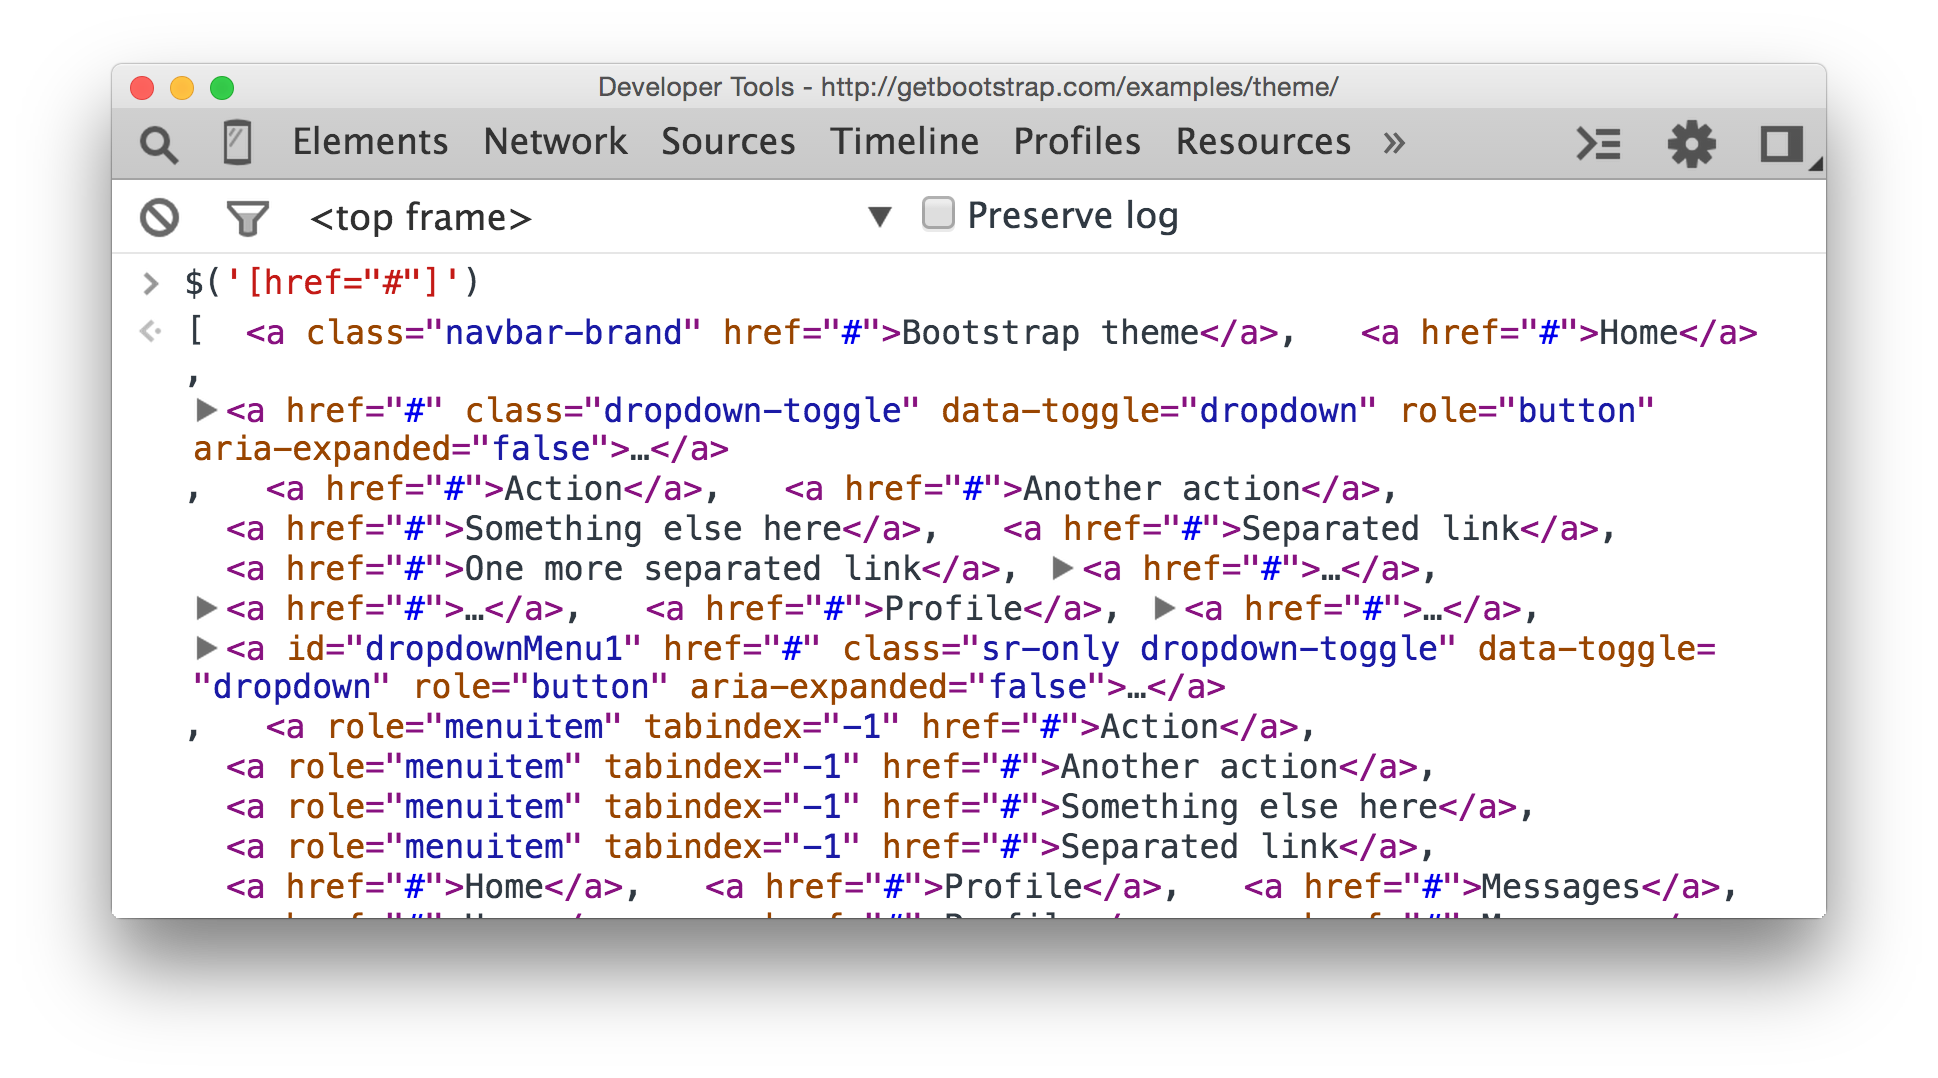 Developer Tools - http://getbootstrap.com/examples/theme/
Elements Network Sources Timeline Profiles Resources »
<top frame> ▼ Preserve log
> $('[href="#"]')
[ <a class="navbar-brand" href="#">Bootstrap theme</a>, <a href="#">Home</a>
,
▶<a href="#" class="dropdown-toggle" data-toggle="dropdown" role="button"
aria-expanded="false">…</a>
, <a href="#">Action</a>, <a href="#">Another action</a>,
<a href="#">Something else here</a>, <a href="#">Separated link</a>,
<a href="#">One more separated link</a>, ▶<a href="#">…</a>,
▶<a href="#">…</a>, <a href="#">Profile</a>, ▶<a href="#">…</a>,
▶<a id="dropdownMenu1" href="#" class="sr-only dropdown-toggle" data-toggle=
"dropdown" role="button" aria-expanded="false">…</a>
, <a role="menuitem" tabindex="-1" href="#">Action</a>,
<a role="menuitem" tabindex="-1" href="#">Another action</a>,
<a role="menuitem" tabindex="-1" href="#">Something else here</a>,
<a role="menuitem" tabindex="-1" href="#">Separated link</a>,
<a href="#">Home</a>, <a href="#">Profile</a>, <a href="#">Messages</a>,